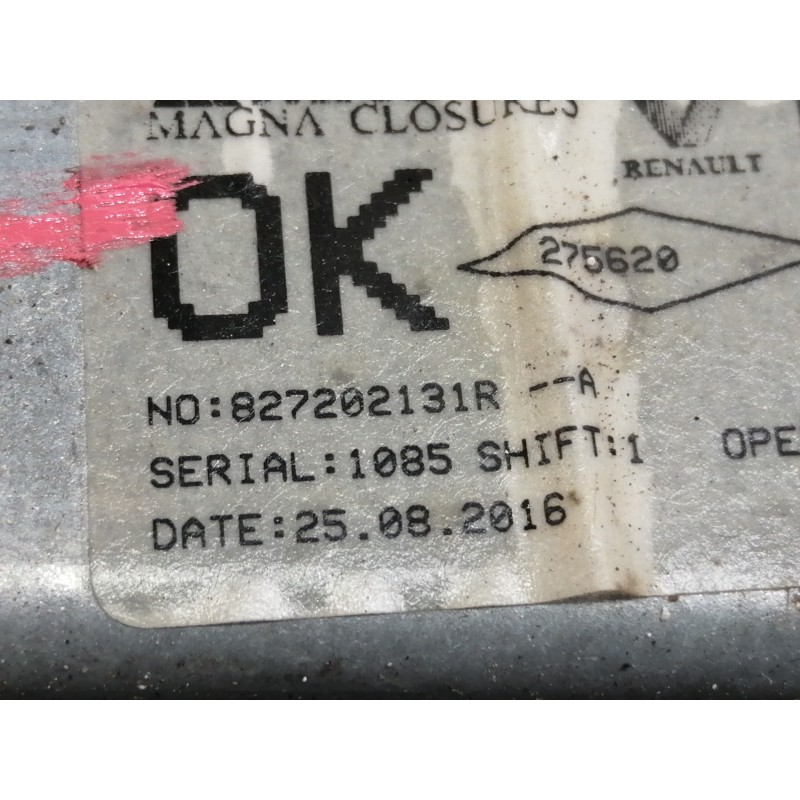 MAGNA CLOSURES
RENAULT
OK
275620
NO:827202131R --A
SERIAL:1085 SHIFT:1 OPE
DATE:25.08.2016